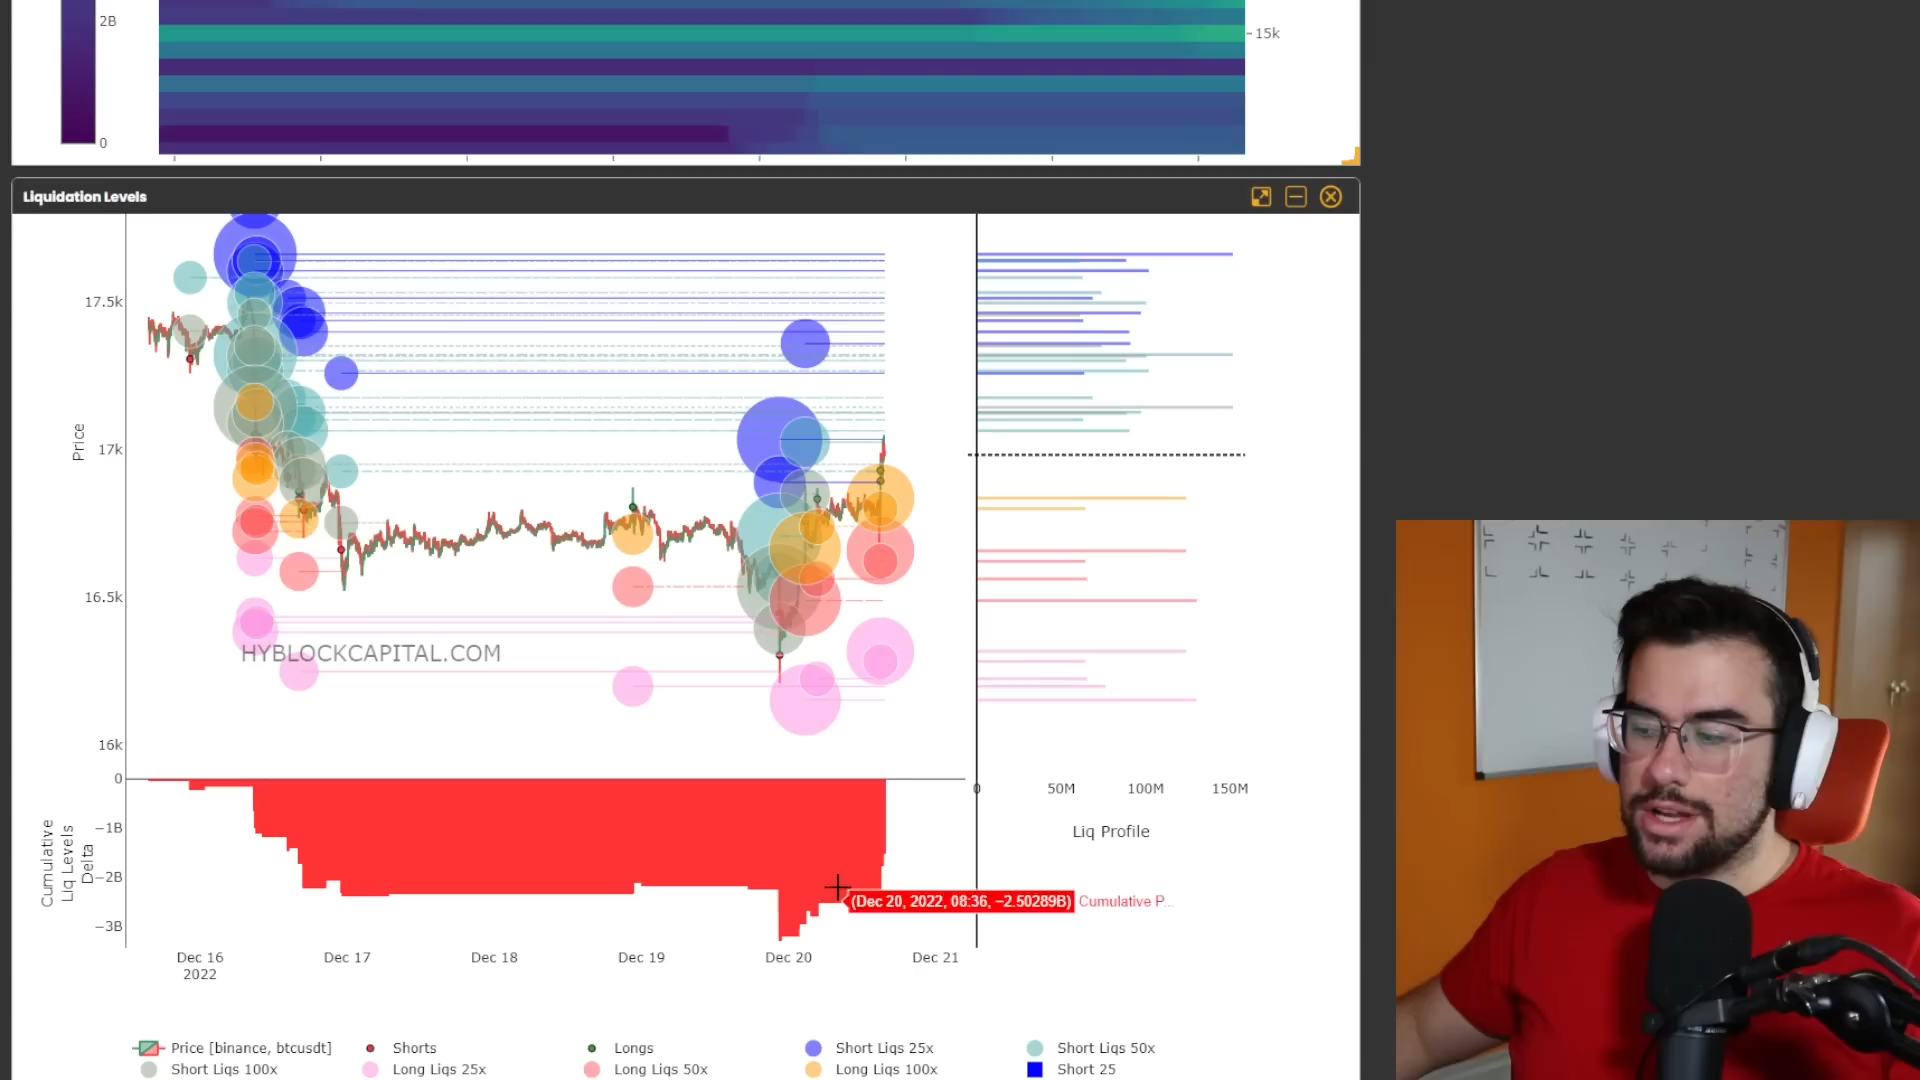 2B
0
15k
Liquidation Levels
17.5k
17k
16.5k
16k
Price
HYBLOCKCAPITAL.COM
0
−1B
−2B
−3B
Cumulative
Liq Levels
Delta
0 50M 100M 150M
Liq Profile
(Dec 20, 2022, 08:36, −2.50289B) Cumulative P...
Dec 16 Dec 17 Dec 18 Dec 19 Dec 20 Dec 21
2022
Price [binance, btcusdt] Shorts Longs Short Liqs 25x Short Liqs 50x
Short Liqs 100x Long Liqs 25x Long Liqs 50x Long Liqs 100x Short 25